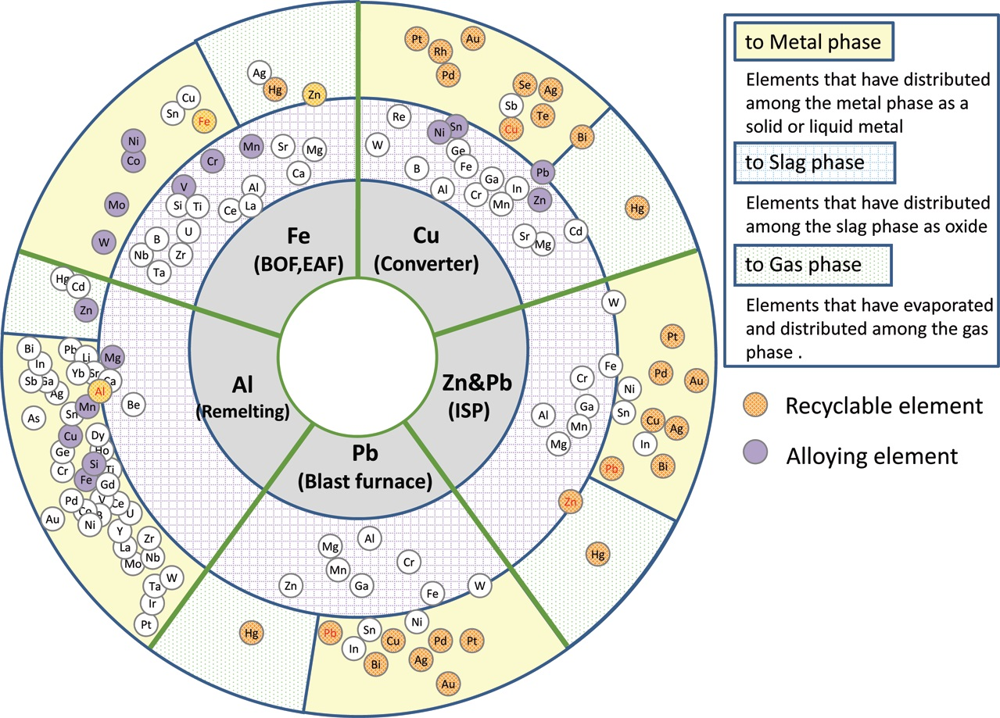 to Metal phase
Elements that have distributed
among the metal phase as a
solid or liquid metal
to Slag phase
Elements that have distributed
among the slag phase as oxide
to Gas phase
Elements that have evaporated
and distributed among the gas
phase .
Recyclable element
Alloying element
Fe
(BOF,EAF)
Ag
Hg
Zn
Cu
Sn
Fe
Ni
Co
Mo
W
Mn
Sr
Mg
Cr
Ca
V
Al
Si
Ti
Ce
La
B
U
Nb
Zr
Ta
Cu
(Converter)
Pt
Au
Rh
Pd
Se
Ag
Sb
Te
Cu
Bi
Hg
Re
W
Ni
Sn
Ge
B
Fe
Pb
Ga
Al
Cr
In
Mn
Zn
Sr
Mg
Cd
Zn&Pb
(ISP)
W
Pt
Fe
Pd
Au
Cr
Ni
Ga
Sn
Al
Mn
Cu
Ag
Mg
In
Pb
Bi
Zn
Hg
Pb
(Blast furnace)
Mg
Al
Mn
Cr
Zn
Ga
Fe
W
Hg
Pb
Sn
Ni
In
Cu
Pd
Pt
Bi
Ag
Au
Al
(Remelting)
Hg
Cd
Zn
Bi
Pb
Li
Mg
In
Yb
Sr
Ca
Sb
Ga
Ag
Al
Mn
Be
As
Sn
Cu
Dy
Ge
Ho
Si
Ti
Cr
Fe
Gd
Pd
V
Ce
Au
Co
B
U
Ni
Y
Zr
La
Nb
Mo
Ta
W
Ir
Pt